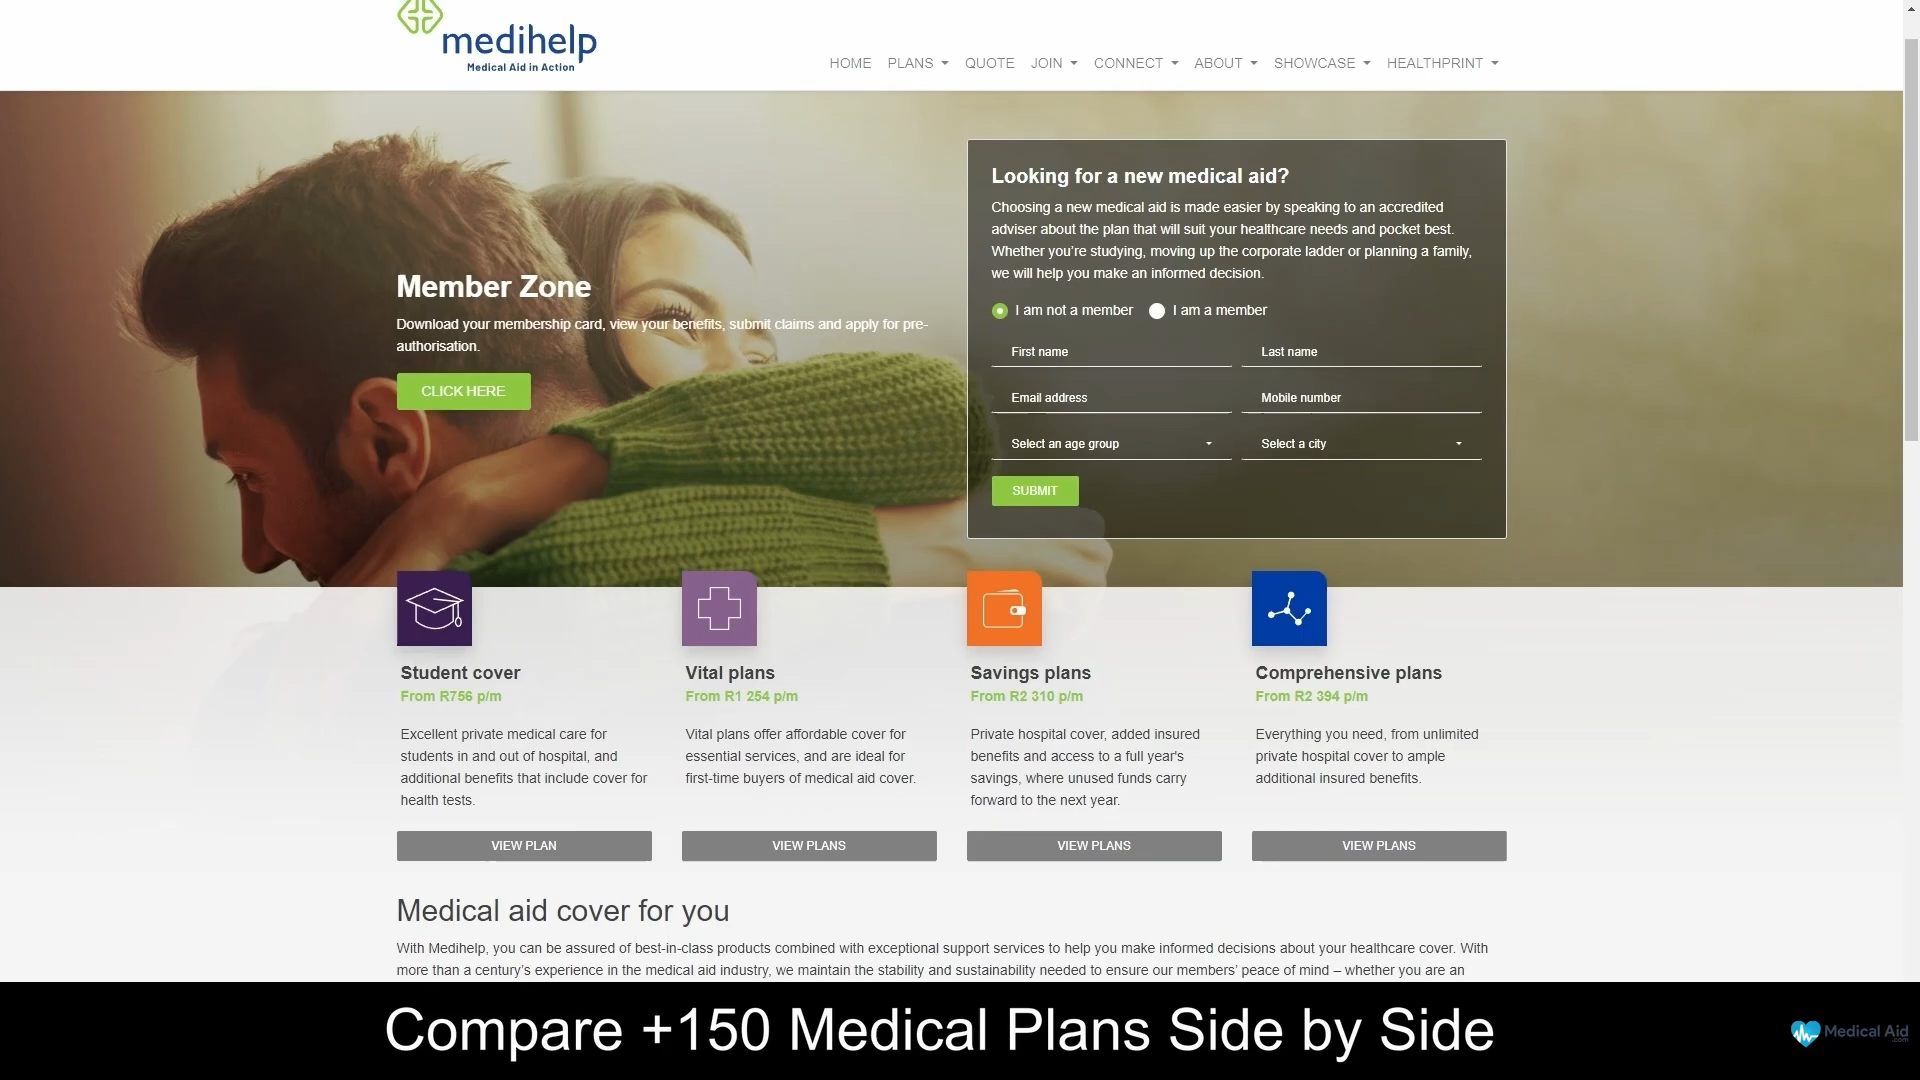 medihelp
Medical Aid in Action
HOME PLANS QUOTE JOIN CONNECT ABOUT SHOWCASE HEALTHPRINT
Member Zone
Download your membership card, view your benefits, submit claims and apply for pre-
authorisation.
CLICK HERE
Looking for a new medical aid?
Choosing a new medical aid is made easier by speaking to an accredited
adviser about the plan that will suit your healthcare needs and pocket best.
Whether you’re studying, moving up the corporate ladder or planning a family,
we will help you make an informed decision.
I am not a member I am a member
First name Last name
Email address Mobile number
Select an age group Select a city
SUBMIT
Student cover
From R756 p/m
Excellent private medical care for
students in and out of hospital, and
additional benefits that include cover for
health tests.
VIEW PLAN
Vital plans
From R1 254 p/m
Vital plans offer affordable cover for
essential services, and are ideal for
first-time buyers of medical aid cover.
VIEW PLANS
Savings plans
From R2 310 p/m
Private hospital cover, added insured
benefits and access to a full year's
savings, where unused funds carry
forward to the next year.
VIEW PLANS
Comprehensive plans
From R2 394 p/m
Everything you need, from unlimited
private hospital cover to ample
additional insured benefits.
VIEW PLANS
Medical aid cover for you
With Medihelp, you can be assured of best-in-class products combined with exceptional support services to help you make informed decisions about your healthcare cover. With
more than a century’s experience in the medical aid industry, we maintain the stability and sustainability needed to ensure our members’ peace of mind – whether you are an
Compare +150 Medical Plans Side by Side
Medical Aid
.com